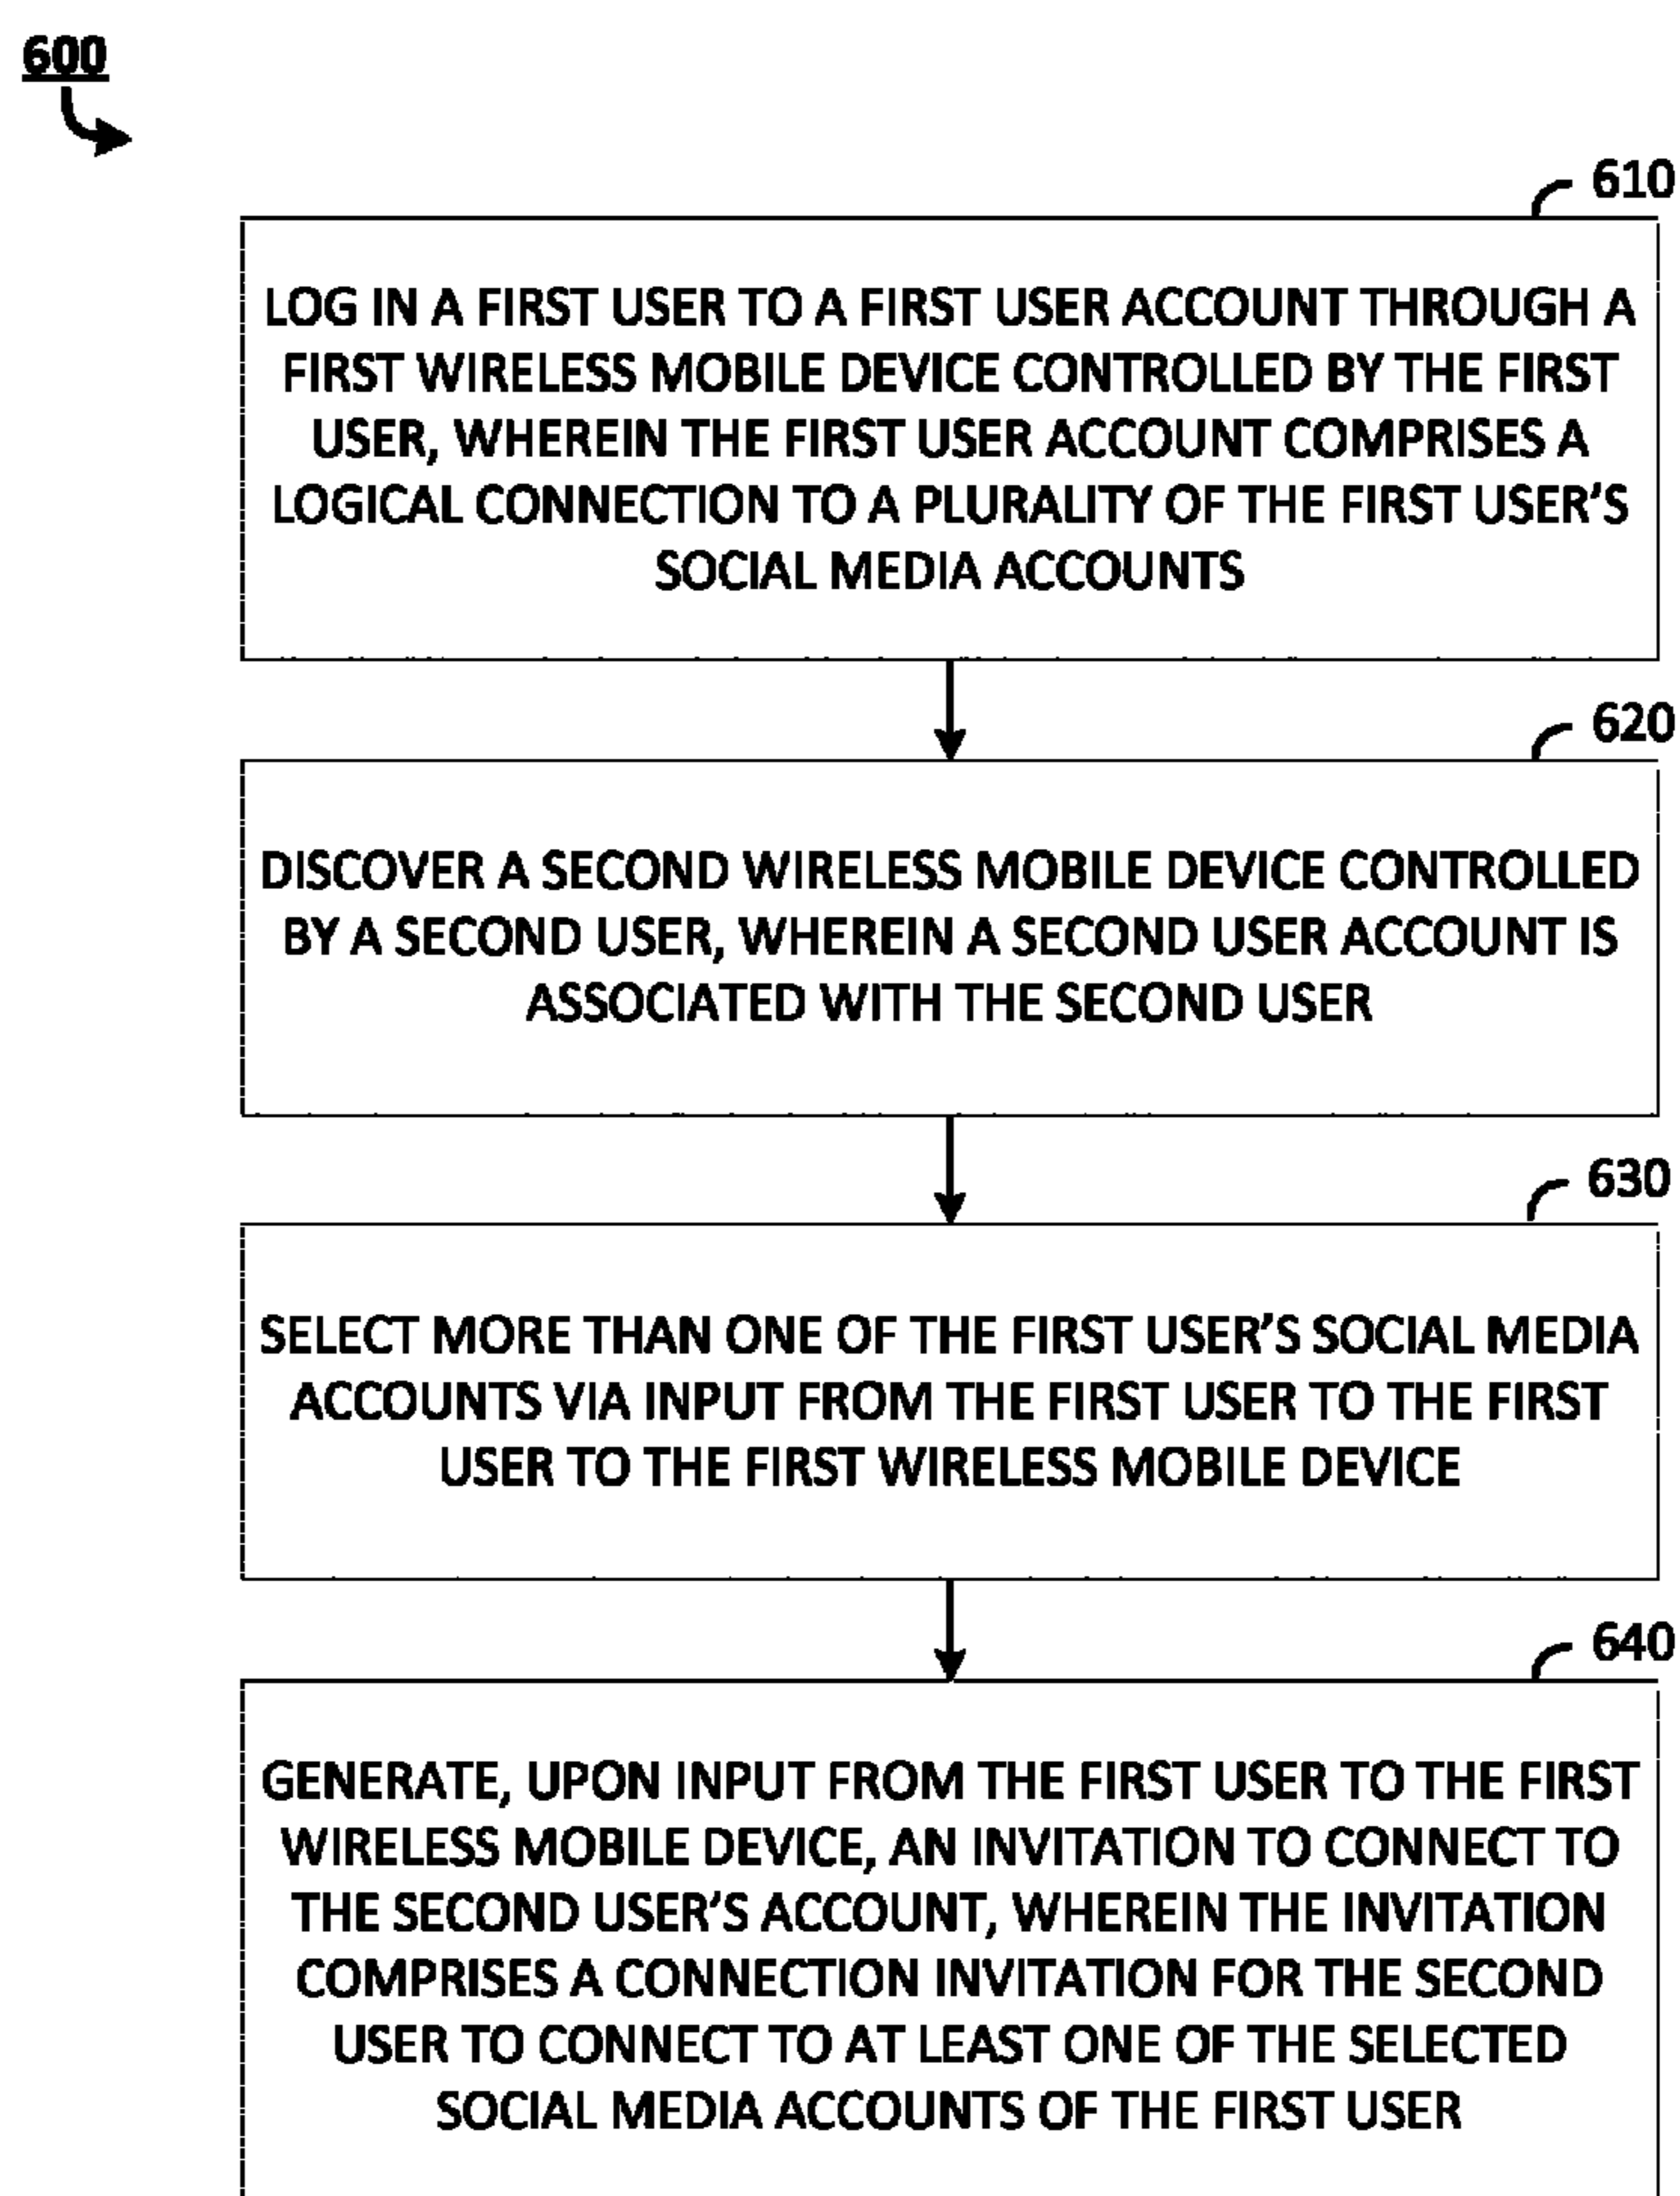 600
610
LOG IN A FIRST USER TO A FIRST USER ACCOUNT THROUGH A
FIRST WIRELESS MOBILE DEVICE CONTROLLED BY THE FIRST
USER, WHEREIN THE FIRST USER ACCOUNT COMPRISES A
LOGICAL CONNECTION TO A PLURALITY OF THE FIRST USER'S
SOCIAL MEDIA ACCOUNTS
620
DISCOVER A SECOND WIRELESS MOBILE DEVICE CONTROLLED
BY A SECOND USER, WHEREIN A SECOND USER ACCOUNT IS
ASSOCIATED WITH THE SECOND USER
630
SELECT MORE THAN ONE OF THE FIRST USER'S SOCIAL MEDIA
ACCOUNTS VIA INPUT FROM THE FIRST USER TO THE FIRST
USER TO THE FIRST WIRELESS MOBILE DEVICE
640
GENERATE, UPON INPUT FROM THE FIRST USER TO THE FIRST
WIRELESS MOBILE DEVICE, AN INVITATION TO CONNECT TO
THE SECOND USER'S ACCOUNT, WHEREIN THE INVITATION
COMPRISES A CONNECTION INVITATION FOR THE SECOND
USER TO CONNECT TO AT LEAST ONE OF THE SELECTED
SOCIAL MEDIA ACCOUNTS OF THE FIRST USER